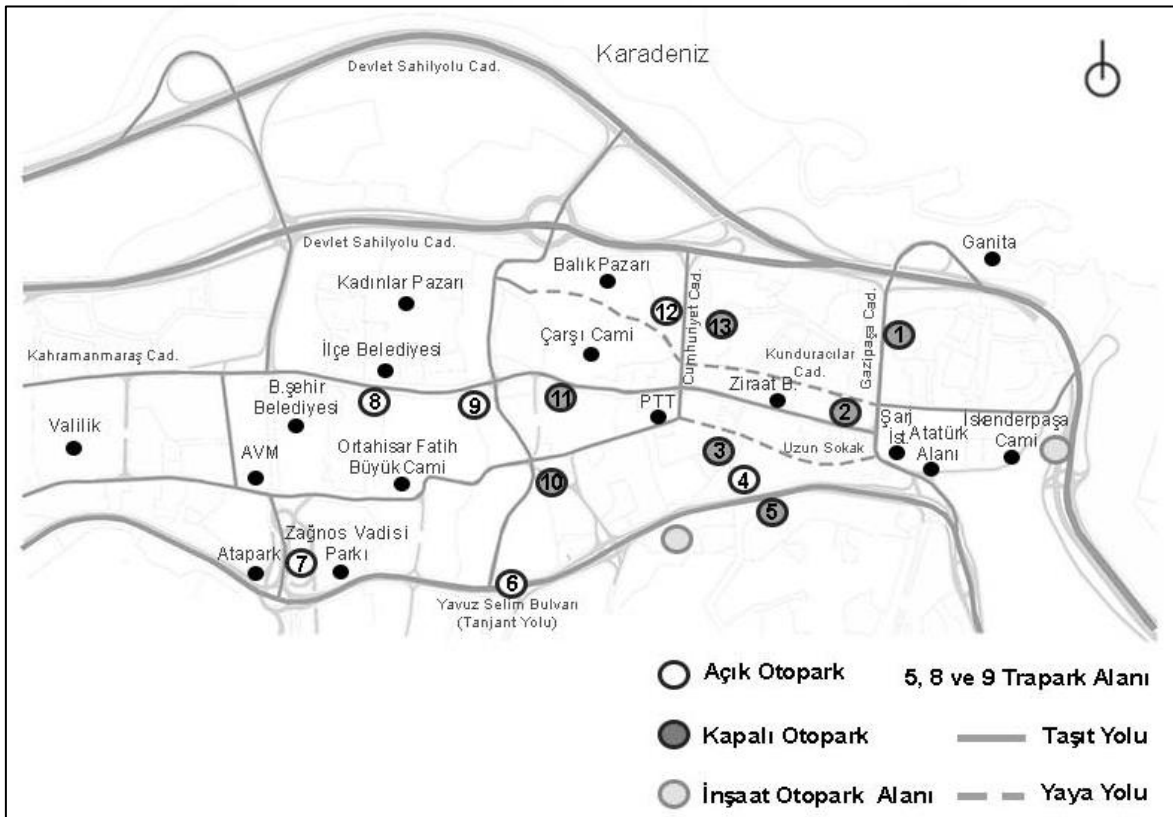 Karadeniz
Devlet Sahilyolu Cad.
Ganita
Devlet Sahilyolu Cad.
Balık Pazarı
Kadınlar Pazarı
Cumhuriyet Cad.
Gazipaşa Cad.
12
13
1
Çarşı Cami
İlçe Belediyesi
Kahramanmaraş Cad.
Kunduracılar
Cad.
Ziraat B.
B.şehir
Belediyesi
8
9
11
PTT
2
Şarj
İst.
Atatürk
Alanı
İskenderpaşa
Cami
Valilik
AVM
Ortahisar Fatih
Büyük Cami
Uzun Sokak
3
10
4
5
Zağnos Vadisi
Parkı
Atapark
7
6
Yavuz Selim Bulvarı
(Tanjant Yolu)
Açık Otopark
5, 8 ve 9 Trapark Alanı
Kapalı Otopark
Taşıt Yolu
İnşaat Otopark Alanı
Yaya Yolu